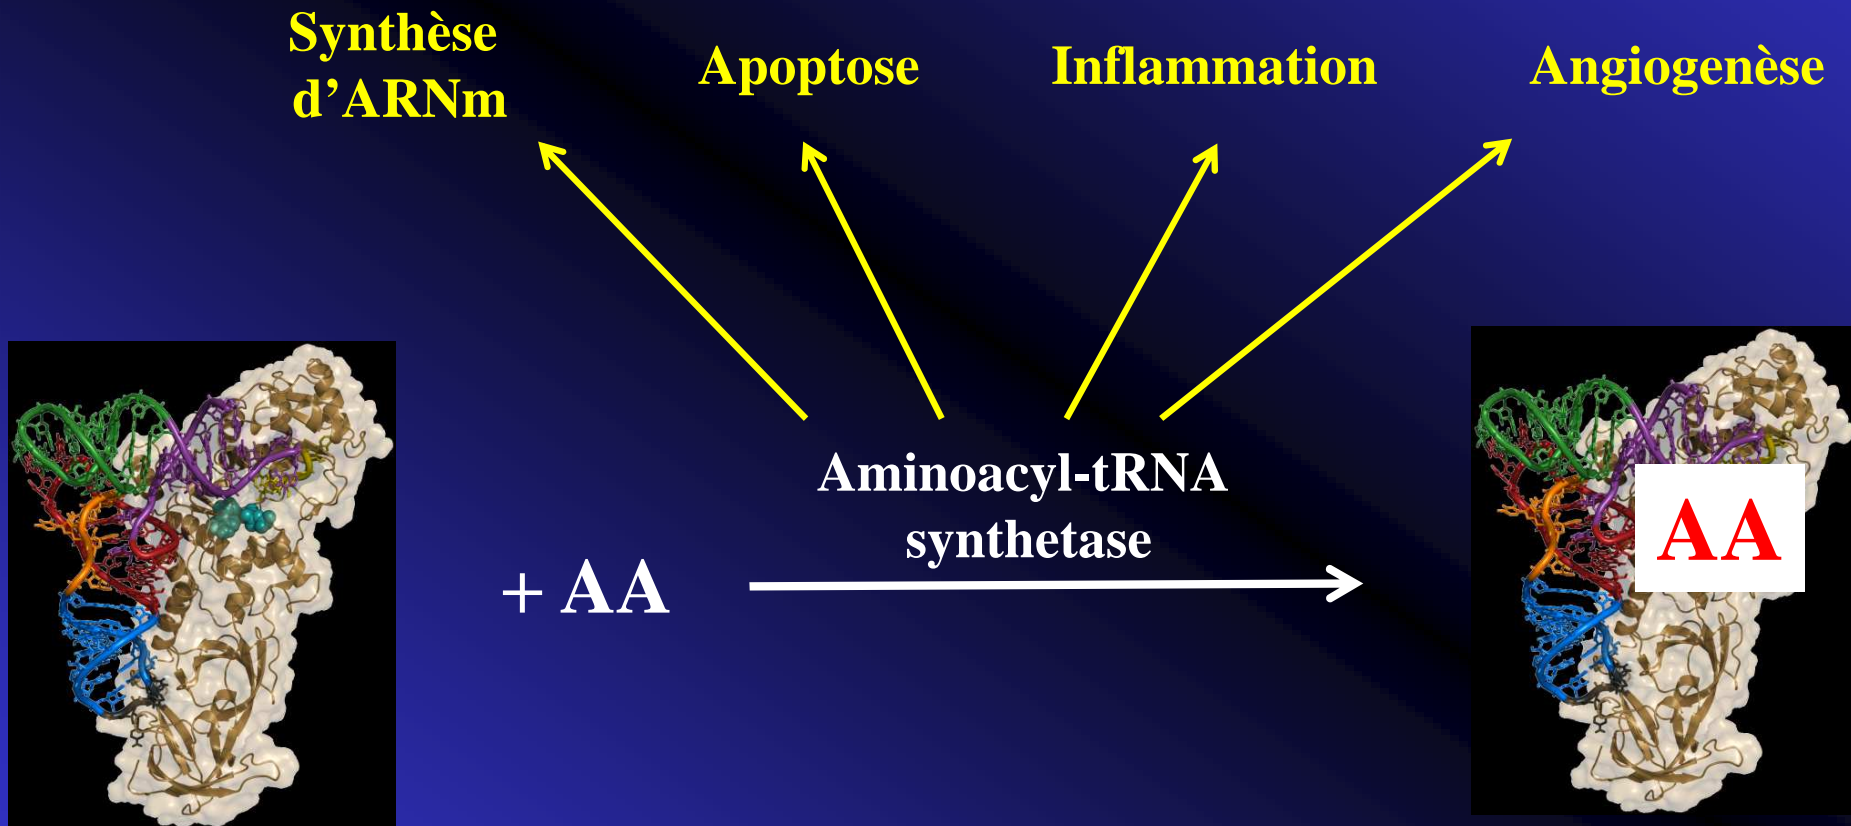 Synthèse
d’ARNm
Apoptose
Inflammation
Angiogenèse
Aminoacyl-tRNA
synthetase
+ AA
AA